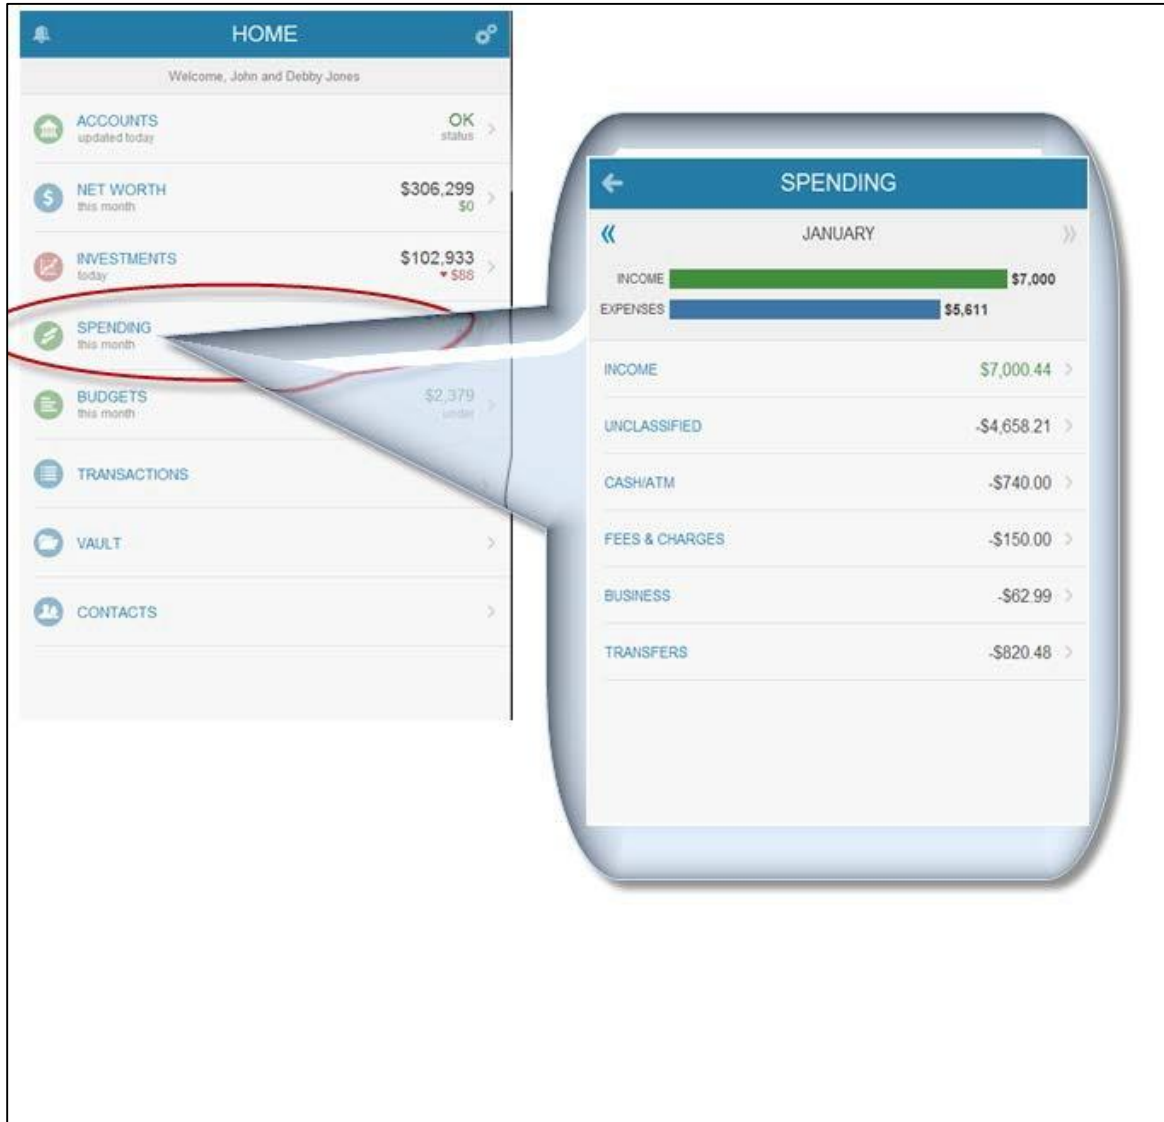 HOME
Welcome, John and Debby Jones
ACCOUNTS
updated today
OK
status
NET WORTH
this month
$306,299
$0
INVESTMENTS
today
$102,933
$88
SPENDING
this month
BUDGETS
this month
$2,379
under
TRANSACTIONS
VAULT
CONTACTS
SPENDING
JANUARY
INCOME $7,000
EXPENSES $5,611
INCOME $7,000.44
UNCLASSIFIED -$4,658.21
CASH/ATM -$740.00
FEES & CHARGES -$150.00
BUSINESS -$62.99
TRANSFERS -$820.48